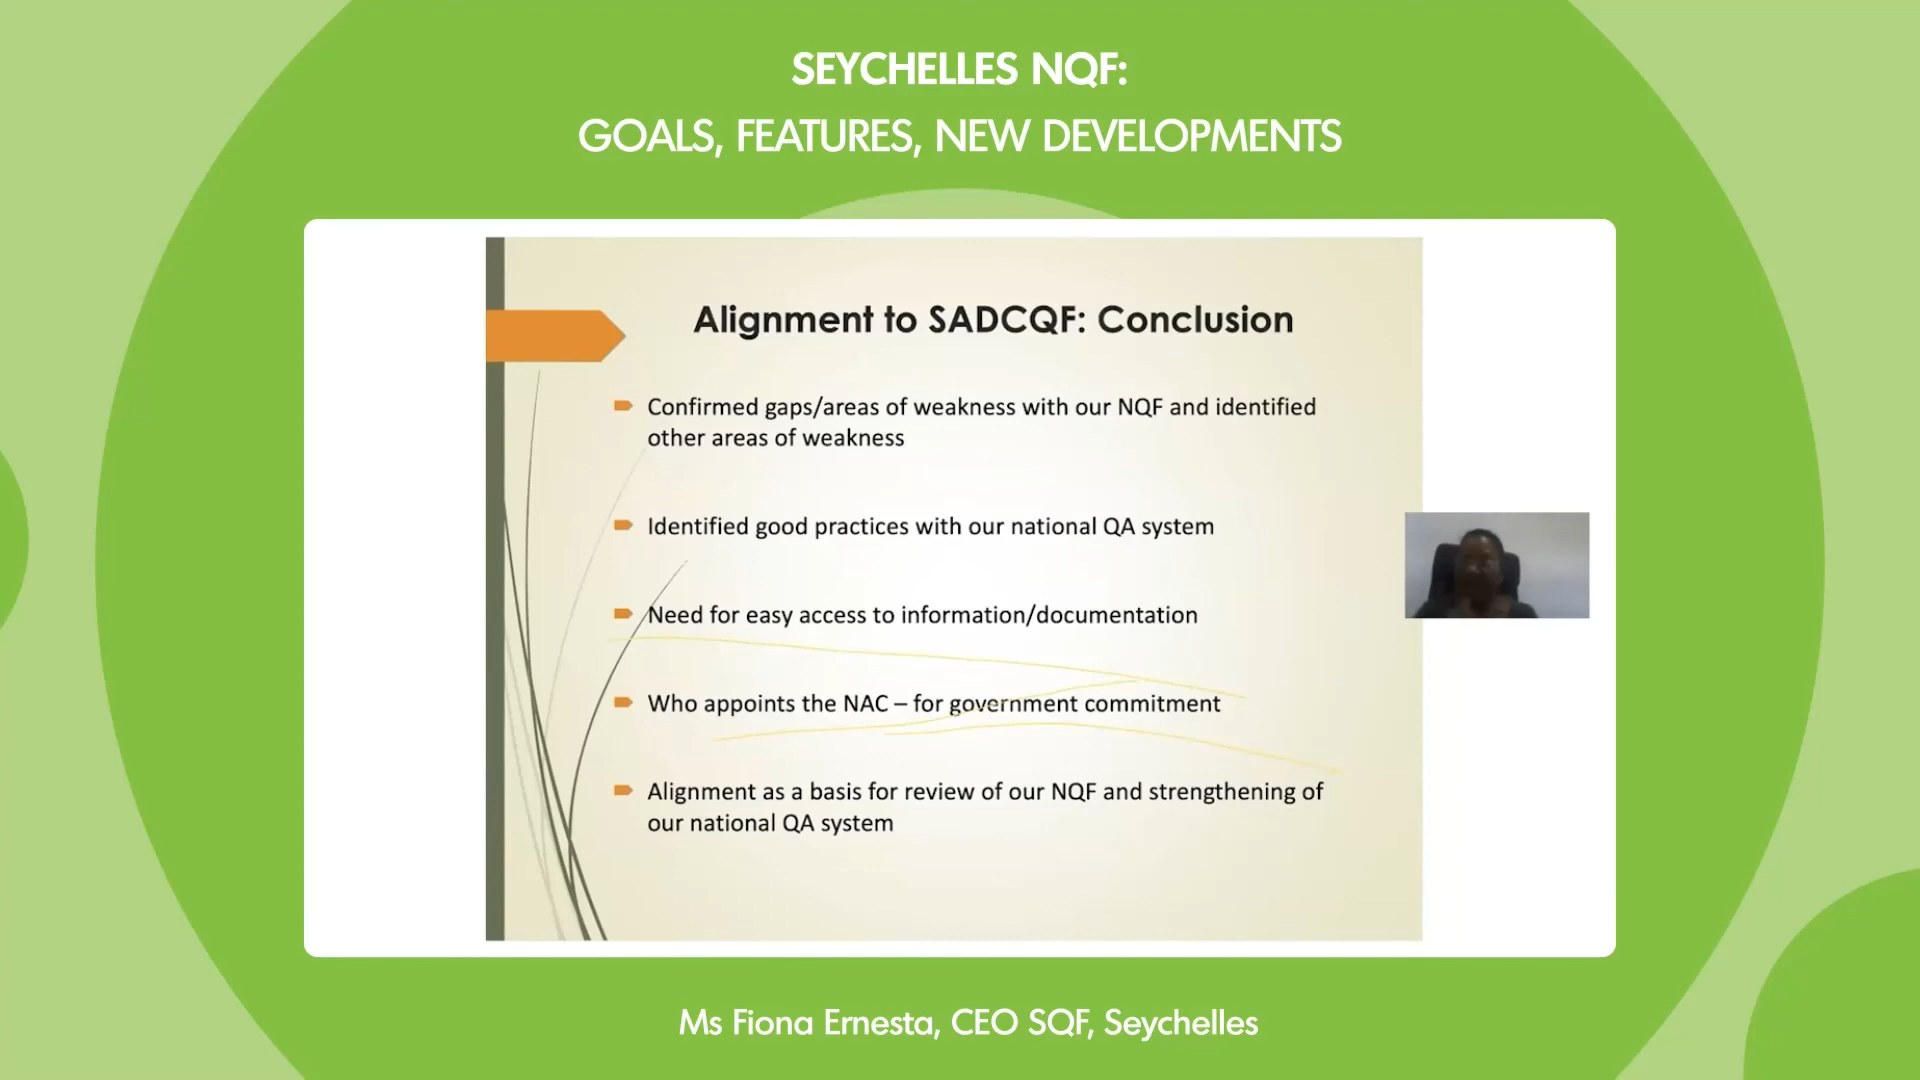 SEYCHELLES NQF:
GOALS, FEATURES, NEW DEVELOPMENTS
Alignment to SADCQF: Conclusion
Confirmed gaps/areas of weakness with our NQF and identified
other areas of weakness
Identified good practices with our national QA system
Need for easy access to information/documentation
Who appoints the NAC – for government commitment
Alignment as a basis for review of our NQF and strengthening of
our national QA system
Ms Fiona Ernesta, CEO SQF, Seychelles